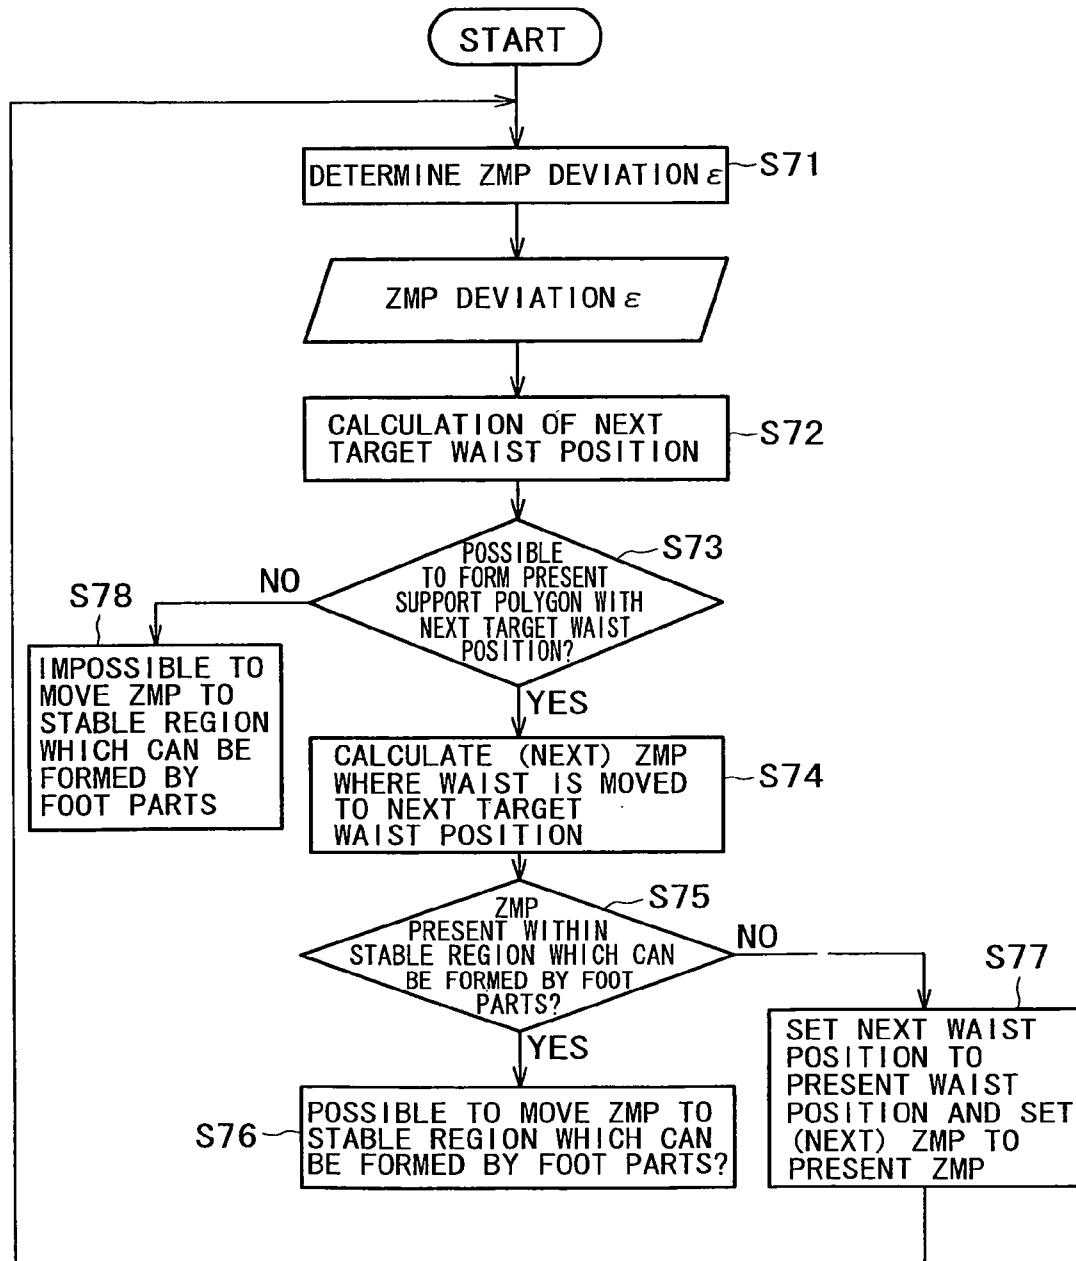 START
DETERMINE ZMP DEVIATION ε
S71
ZMP DEVIATION ε
CALCULATION OF NEXT
TARGET WAIST POSITION
S72
POSSIBLE
TO FORM PRESENT
SUPPORT POLYGON WITH
NEXT TARGET WAIST
POSITION?
S73
NO
S78
IMPOSSIBLE TO
MOVE ZMP TO
STABLE REGION
WHICH CAN BE
FORMED BY
FOOT PARTS
YES
CALCULATE (NEXT) ZMP
WHERE WAIST IS MOVED
TO NEXT TARGET
WAIST POSITION
S74
ZMP
PRESENT WITHIN
STABLE REGION WHICH CAN
BE FORMED BY FOOT
PARTS?
S75
NO
S77
SET NEXT WAIST
POSITION TO
PRESENT WAIST
POSITION AND SET
(NEXT) ZMP TO
PRESENT ZMP
YES
S76
POSSIBLE TO MOVE ZMP TO
STABLE REGION WHICH CAN
BE FORMED BY FOOT PARTS?